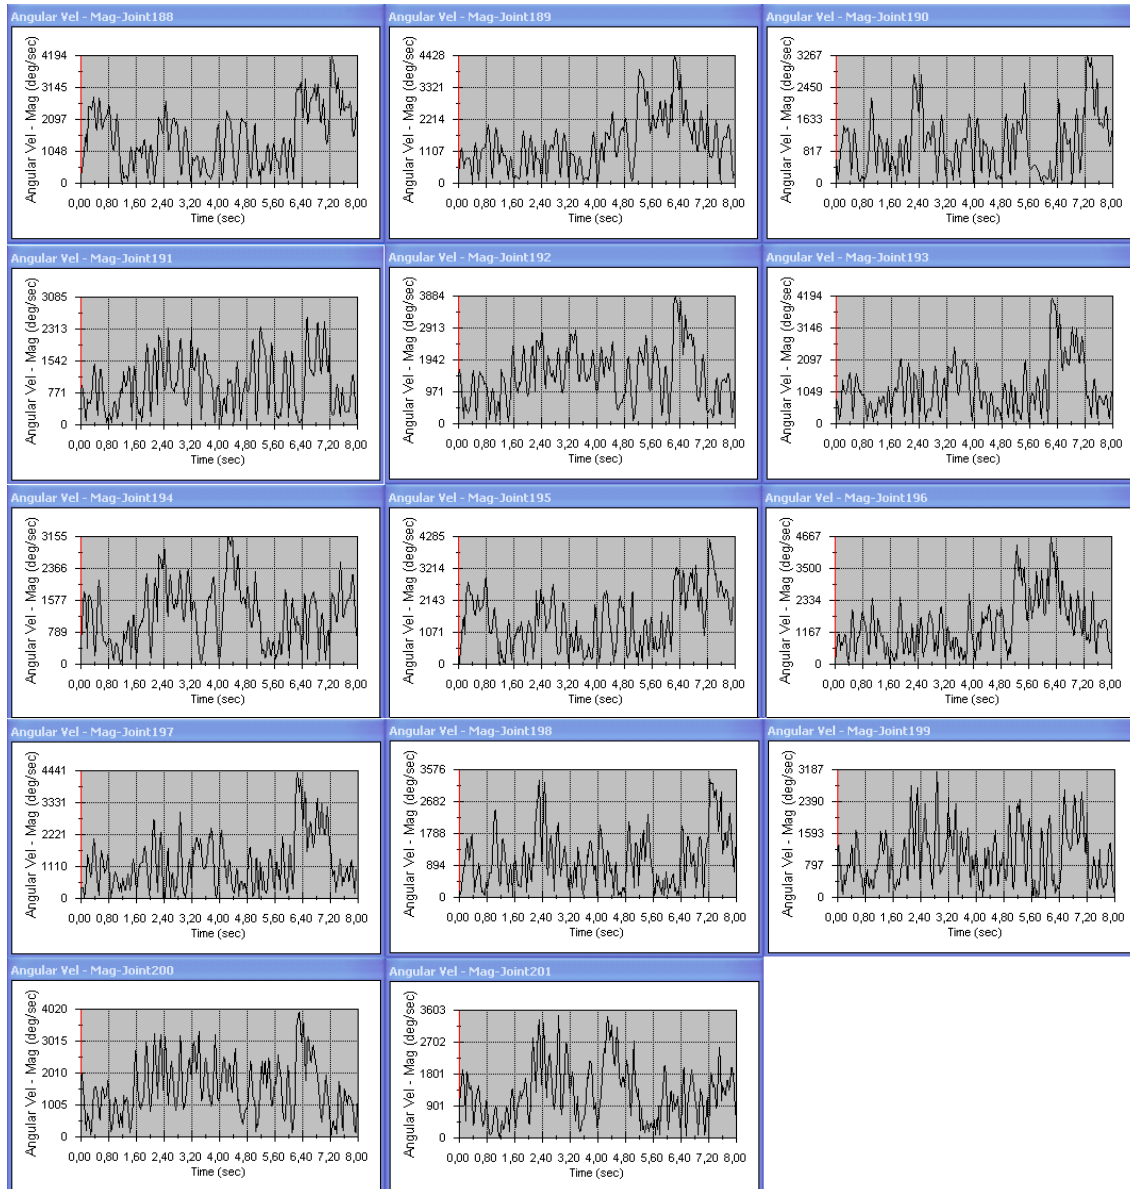 Angular Vel - Mag-Joint188
Angular Vel - Mag (deg/sec)
4194
3145
2097
1048
0
0,00 0,80 1,60 2,40 3,20 4,00 4,80 5,60 6,40 7,20 8,00
Time (sec)
Angular Vel - Mag-Joint189
Angular Vel - Mag (deg/sec)
4428
3321
2214
1107
0
0,00 0,80 1,60 2,40 3,20 4,00 4,80 5,60 6,40 7,20 8,00
Time (sec)
Angular Vel - Mag-Joint190
Angular Vel - Mag (deg/sec)
3267
2450
1633
817
0
0,00 0,80 1,60 2,40 3,20 4,00 4,80 5,60 6,40 7,20 8,00
Time (sec)
Angular Vel - Mag-Joint191
Angular Vel - Mag (deg/sec)
3085
2313
1542
771
0
0,00 0,80 1,60 2,40 3,20 4,00 4,80 5,60 6,40 7,20 8,00
Time (sec)
Angular Vel - Mag-Joint192
Angular Vel - Mag (deg/sec)
3884
2913
1942
971
0
0,00 0,80 1,60 2,40 3,20 4,00 4,80 5,60 6,40 7,20 8,00
Time (sec)
Angular Vel - Mag-Joint193
Angular Vel - Mag (deg/sec)
4194
3146
2097
1049
0
0,00 0,80 1,60 2,40 3,20 4,00 4,80 5,60 6,40 7,20 8,00
Time (sec)
Angular Vel - Mag-Joint194
Angular Vel - Mag (deg/sec)
3155
2366
1577
789
0
0,00 0,80 1,60 2,40 3,20 4,00 4,80 5,60 6,40 7,20 8,00
Time (sec)
Angular Vel - Mag-Joint195
Angular Vel - Mag (deg/sec)
4285
3214
2143
1071
0
0,00 0,80 1,60 2,40 3,20 4,00 4,80 5,60 6,40 7,20 8,00
Time (sec)
Angular Vel - Mag-Joint196
Angular Vel - Mag (deg/sec)
4667
3500
2334
1167
0
0,00 0,80 1,60 2,40 3,20 4,00 4,80 5,60 6,40 7,20 8,00
Time (sec)
Angular Vel - Mag-Joint197
Angular Vel - Mag (deg/sec)
4441
3331
2221
1110
0
0,00 0,80 1,60 2,40 3,20 4,00 4,80 5,60 6,40 7,20 8,00
Time (sec)
Angular Vel - Mag-Joint198
Angular Vel - Mag (deg/sec)
3576
2682
1788
894
0
0,00 0,80 1,60 2,40 3,20 4,00 4,80 5,60 6,40 7,20 8,00
Time (sec)
Angular Vel - Mag-Joint199
Angular Vel - Mag (deg/sec)
3187
2390
1593
797
0
0,00 0,80 1,60 2,40 3,20 4,00 4,80 5,60 6,40 7,20 8,00
Time (sec)
Angular Vel - Mag-Joint200
Angular Vel - Mag (deg/sec)
4020
3015
2010
1005
0
0,00 0,80 1,60 2,40 3,20 4,00 4,80 5,60 6,40 7,20 8,00
Time (sec)
Angular Vel - Mag-Joint201
Angular Vel - Mag (deg/sec)
3603
2702
1801
901
0
0,00 0,80 1,60 2,40 3,20 4,00 4,80 5,60 6,40 7,20 8,00
Time (sec)